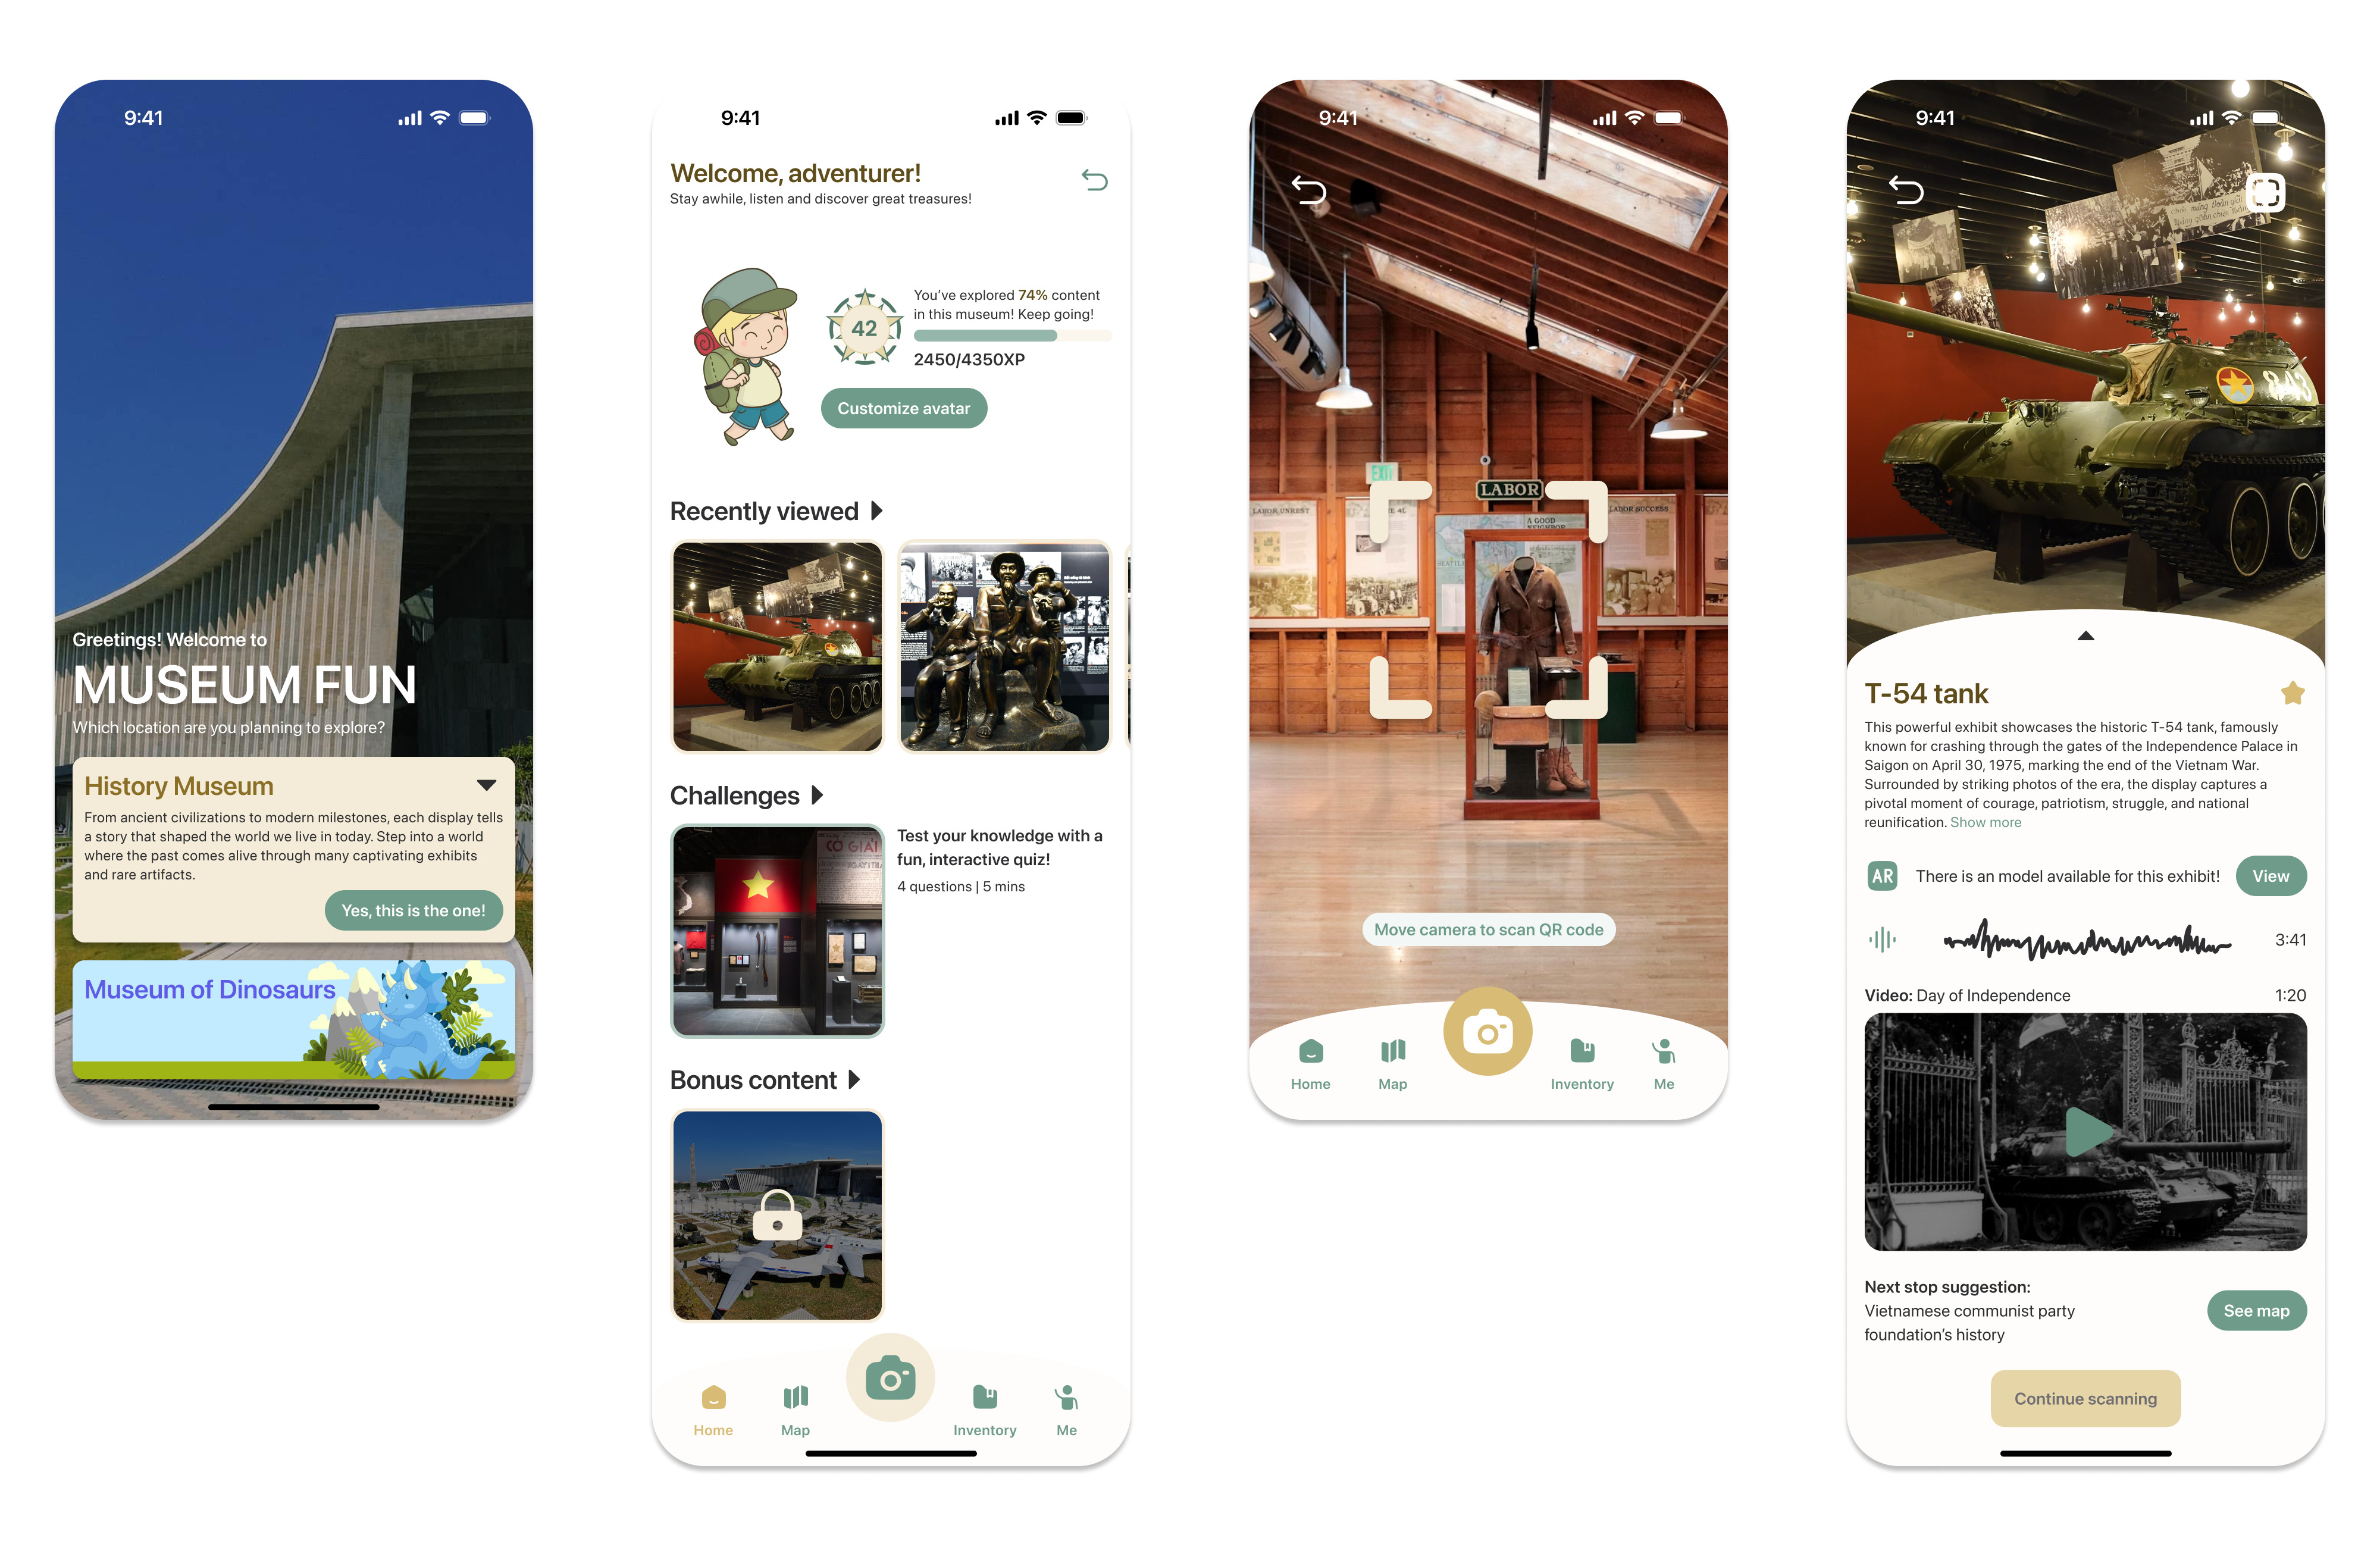 9:41
Greetings! Welcome to
MUSEUM FUN
Which location are you planning to explore?
History Museum
From ancient civilizations to modern milestones, each display tells
a story that shaped the world we live in today. Step into a world
where the past comes alive through many captivating exhibits
and rare artifacts.
Yes, this is the one!
Museum of Dinosaurs
9:41
Welcome, adventurer!
Stay awhile, listen and discover great treasures!
42
You've explored 74% content
in this museum! Keep going!
2450/4350XP
Customize avatar
Recently viewed
Challenges
CÔ GIÁI
Test your knowledge with a
fun, interactive quiz!
4 questions | 5 mins
Bonus content
Home
Map
Inventory
Me
9:41
EXIT
LABOR
LABOR UNREST
E 4L
A GOOD
NEIGHBOR
LABOR SUCCESS
SEATTLE
Move camera to scan QR code
Home
Map
Inventory
Me
9:41
843
T-54 tank
This powerful exhibit showcases the historic T-54 tank, famously
known for crashing through the gates of the Independence Palace in
Saigon on April 30, 1975, marking the end of the Vietnam War.
Surrounded by striking photos of the era, the display captures a
pivotal moment of courage, patriotism, struggle, and national
reunification. Show more
AR
There is an model available for this exhibit!
View
3:41
Video: Day of Independence
1:20
Next stop suggestion:
Vietnamese communist party
foundation's history
See map
Continue scanning